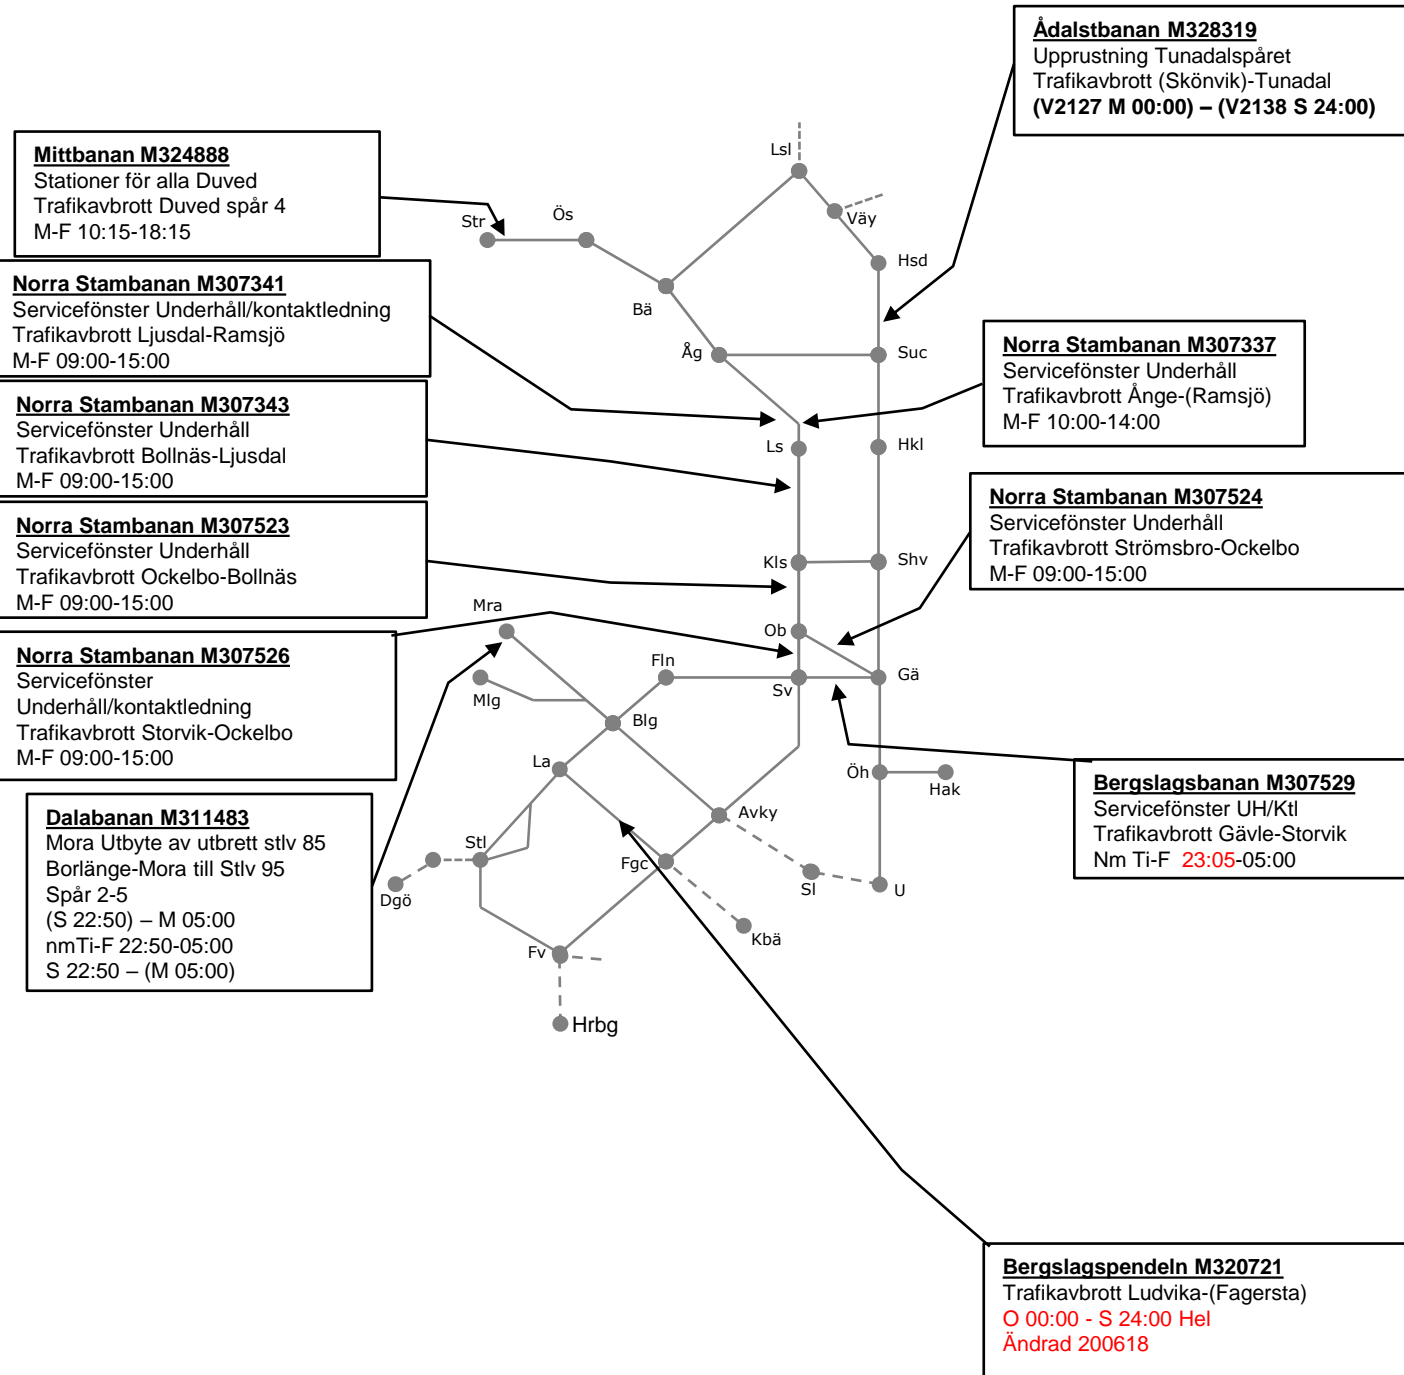 Ådalstbanan M328319
Upprustning Tunadalspåret
Trafikavbrott (Skönvik)-Tunadal
(V2127 M 00:00) – (V2138 S 24:00)
Mittbanan M324888
Stationer för alla Duved
Trafikavbrott Duved spår 4
M-F 10:15-18:15
Norra Stambanan M307341
Servicefönster Underhåll/kontaktledning
Trafikavbrott Ljusdal-Ramsjö
M-F 09:00-15:00
Norra Stambanan M307343
Servicefönster Underhåll
Trafikavbrott Bollnäs-Ljusdal
M-F 09:00-15:00
Norra Stambanan M307523
Servicefönster Underhåll
Trafikavbrott Ockelbo-Bollnäs
M-F 09:00-15:00
Norra Stambanan M307526
Servicefönster
Underhåll/kontaktledning
Trafikavbrott Storvik-Ockelbo
M-F 09:00-15:00
Dalabanan M311483
Mora Utbyte av utbrett stlv 85
Borlänge-Mora till Stlv 95
Spår 2-5
(S 22:50) – M 05:00
nmTi-F 22:50-05:00
S 22:50 – (M 05:00)
Norra Stambanan M307337
Servicefönster Underhåll
Trafikavbrott Ånge-(Ramsjö)
M-F 10:00-14:00
Norra Stambanan M307524
Servicefönster Underhåll
Trafikavbrott Strömsbro-Ockelbo
M-F 09:00-15:00
Bergslagsbanan M307529
Servicefönster UH/Ktl
Trafikavbrott Gävle-Storvik
Nm Ti-F 23:05-05:00
Bergslagspendeln M320721
Trafikavbrott Ludvika-(Fagersta)
O 00:00 - S 24:00 Hel
Ändrad 200618
Lsl
Väy
Str
Ös
Hsd
Bä
Åg
Suc
Ls
Hkl
Kls
Shv
Mra
Ob
Fln
Sv
Gä
Mlg
Blg
La
Öh
Hak
Avky
Stl
Fgc
Sl
U
Dgö
Kbä
Fv
Hrbg